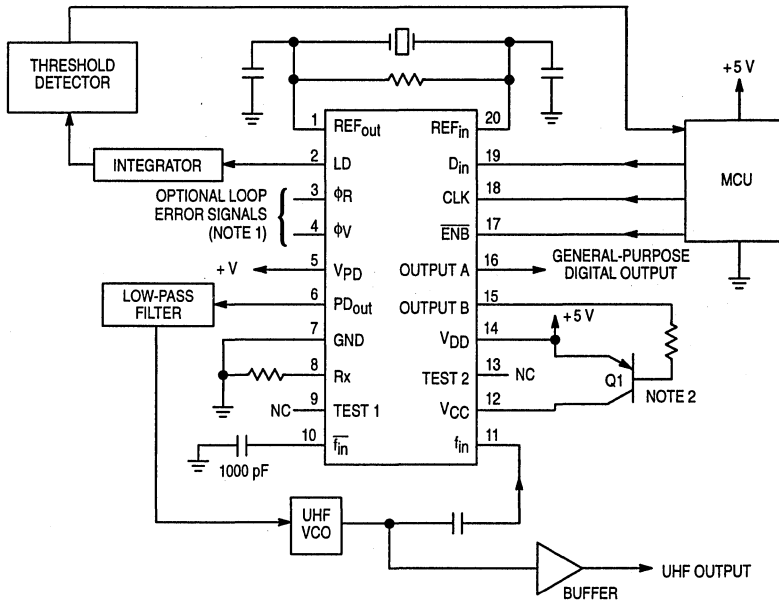 THRESHOLD
DETECTOR
+5 V
MCU
INTEGRATOR
OPTIONAL LOOP
ERROR SIGNALS
(NOTE 1)
+V
LOW-PASS
FILTER
1 REFout
2 LD
3 ϕR
4 ϕV
5 VPD
6 PDout
7 GND
8 Rx
NC 9 TEST 1
10 f̅i̅n̅
1000 pF
REFin 20
Din 19
CLK 18
E̅N̅B̅ 17
OUTPUT A 16
GENERAL-PURPOSE
DIGITAL OUTPUT
OUTPUT B 15
+5 V
VDD 14
TEST 2 13 NC
Q1
NOTE 2
VCC 12
fin 11
UHF
VCO
BUFFER
UHF OUTPUT